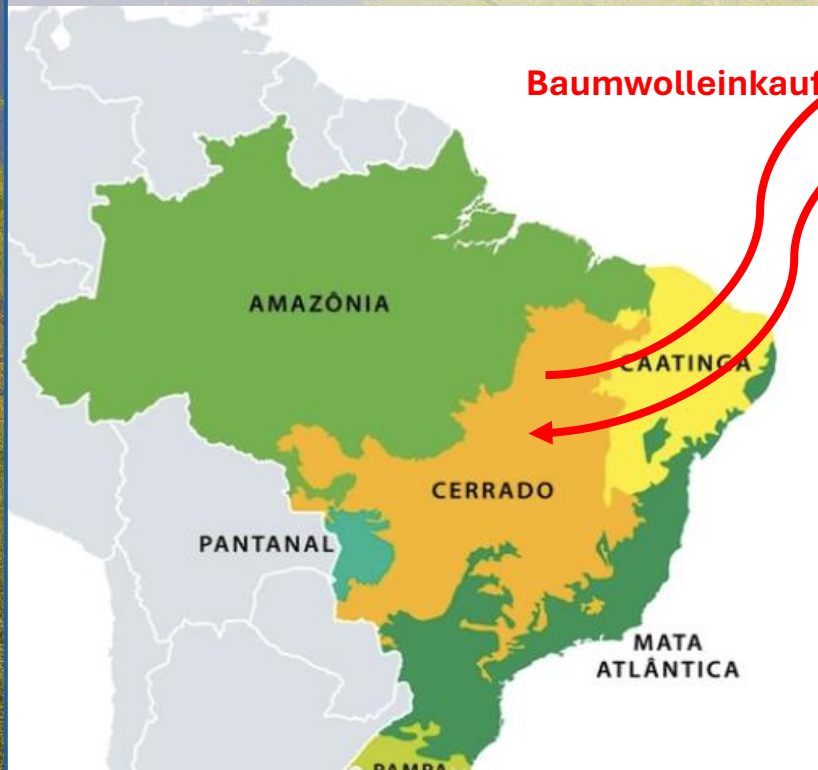 Baumwolleinkauf
AMAZÔNIA
CAATINGA
CERRADO
PANTANAL
MATA
ATLÂNTICA
PAMPA